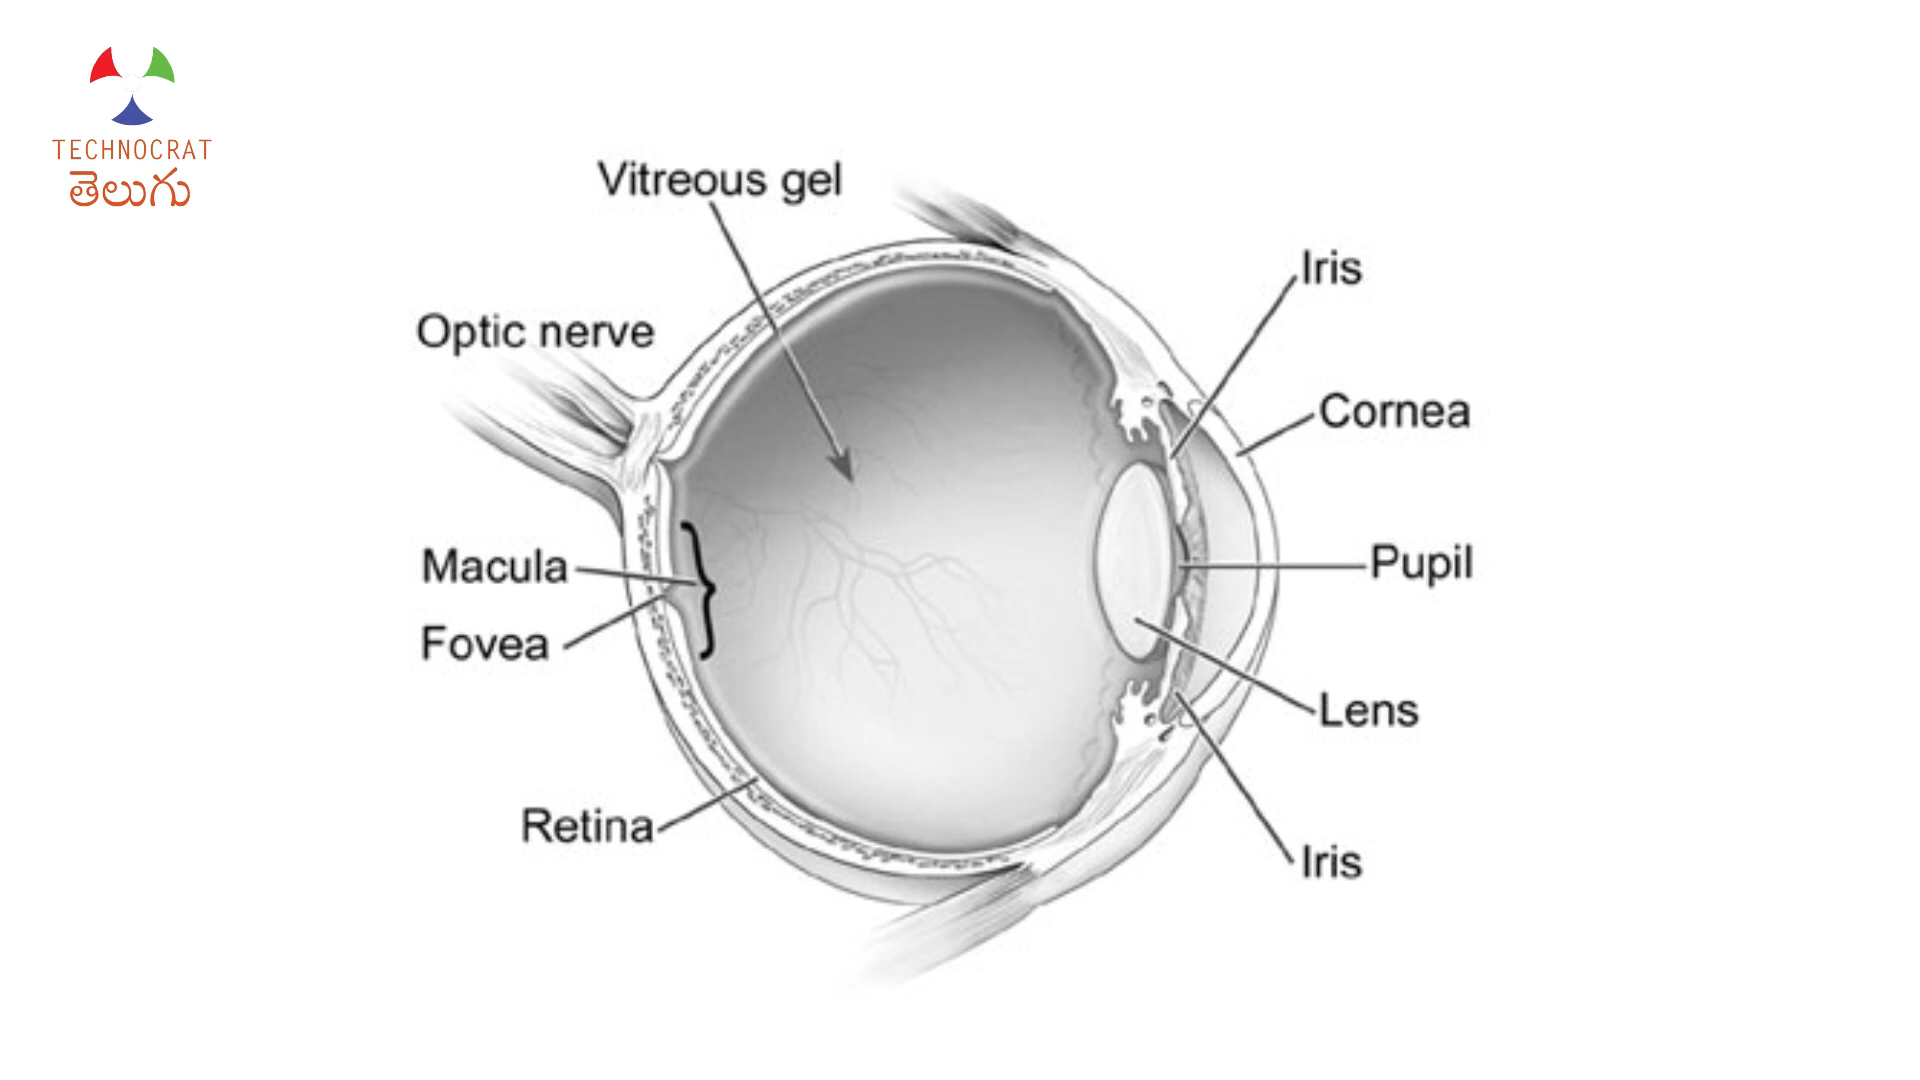 TECHNOCRAT
తెలుగు
Vitreous gel
Iris
Optic nerve
Cornea
Macula
Pupil
Fovea
Lens
Retina
Iris